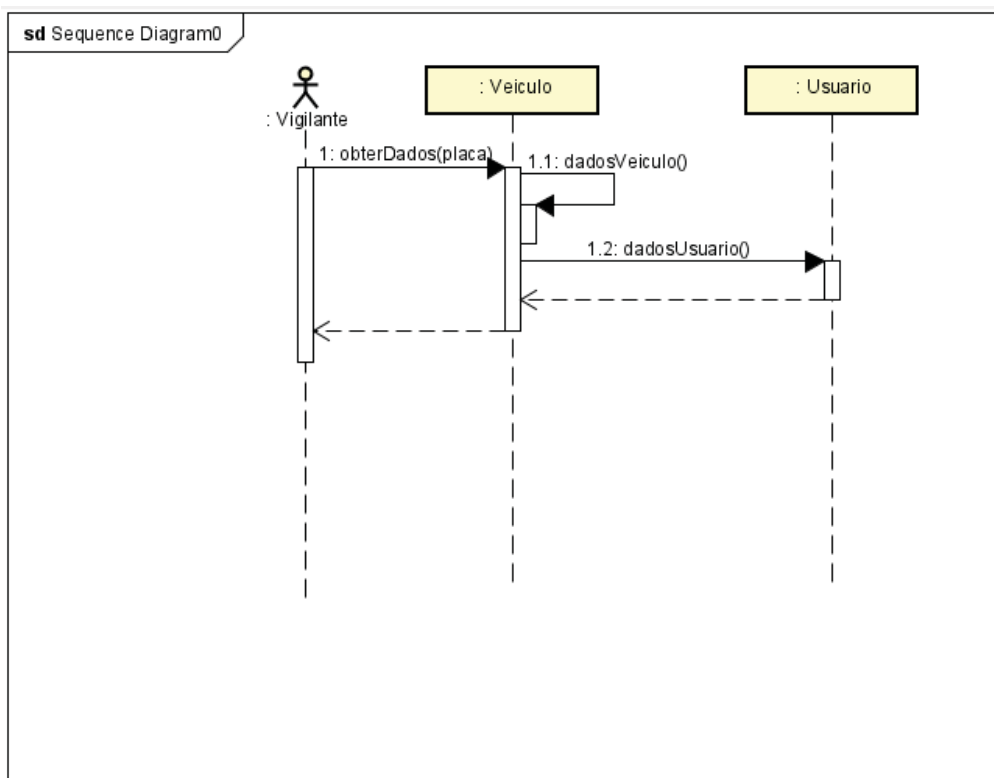 sd Sequence Diagram0
: Vigilante
: Veiculo
: Usuario
1: obterDados(placa)
1.1: dadosVeiculo()
1.2: dadosUsuario()